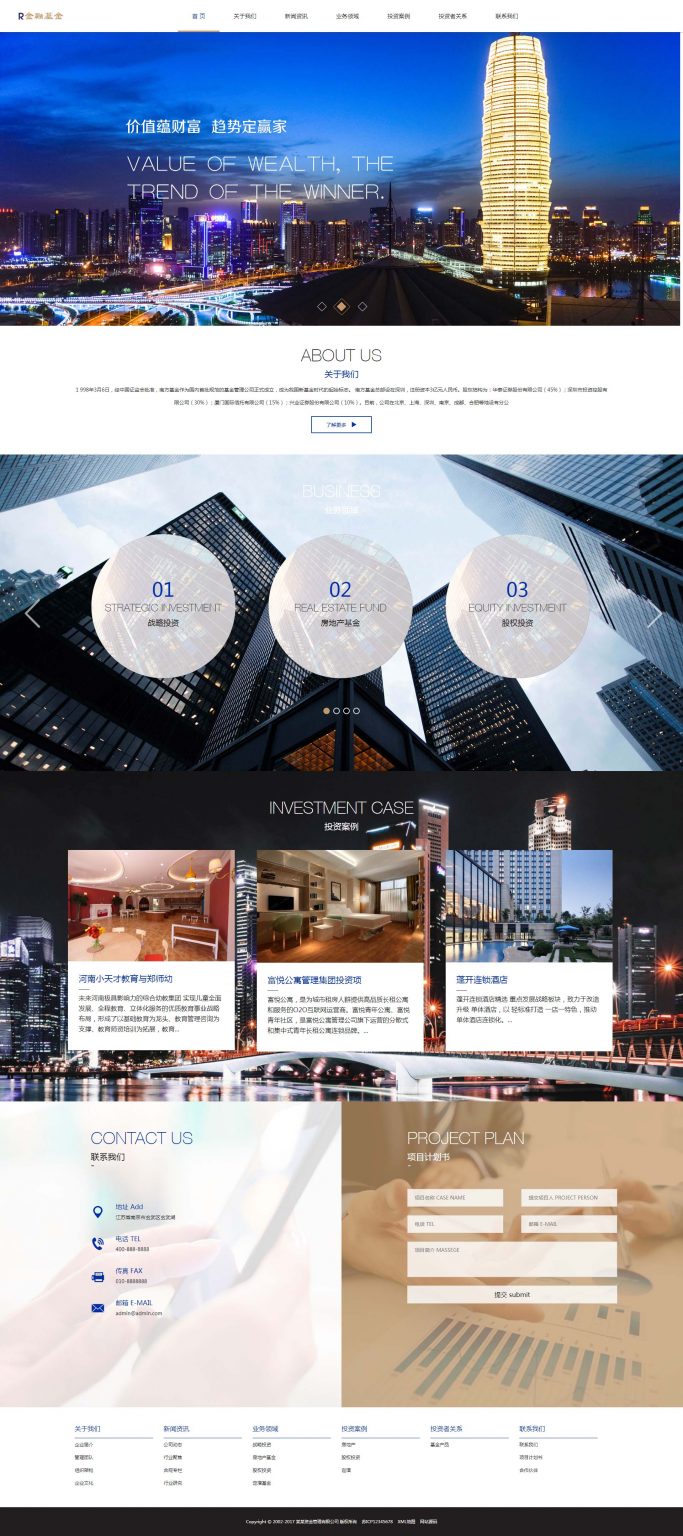 R金融基金
首 页 关于我们 新闻资讯 业务领域 投资案例 投资者关系 联系我们
价值蕴财富 趋势定赢家
VALUE OF WEALTH, THE
TREND OF THE WINNER.
ABOUT US
关于我们
1998年3月6日，经中国证监会批准，南方基金作为国内首批规范的基金管理公司正式成立，成为我国新基金时代的起始标志。 南方基金总部设在深圳，注册资本3亿元人民币。股东结构为：华泰证券股份有限公司（45%）；深圳市投资控股有
限公司（30%）；厦门国际信托有限公司（15%）；兴业证券股份有限公司（10%）。目前，公司在北京、上海、深圳、南京、成都、合肥等地设有分公
了解更多
BUSINESS
业务领域
01
STRATEGIC INVESTMENT
战略投资
02
REAL ESTATE FUND
房地产基金
03
EQUITY INVESTMENT
股权投资
INVESTMENT CASE
投资案例
河南小天才教育与郑师幼
未来河南极具影响力的综合幼教集团 实现儿童全面
发展、全程教育、立体化服务的优质教育事业战略
布局，形成了以基础教育为龙头、教育管理咨询为
支撑、教育师资培训为拓展，教育...
富悦公寓管理集团投资项
富悦公寓，是为城市租房人群提供高品质长租公寓
和服务的O2O互联网运营商。富悦青年公寓、富悦
青年社区，是富悦公寓管理公司旗下运营的分散式
和集中式青年长租公寓连锁品牌。...
蓬开连锁酒店
蓬开连锁酒店精选 重点发展战略板块，致力于改造
升级 单体酒店，以 轻标准打造 一店一特色，推动
单体酒店连锁化。...
CONTACT US
联系我们
地址 Add
江苏省南京市玄武区玄武湖
电话 TEL
400-888-8888
传真 FAX
010-8888888
邮箱 E-MAIL
admin@admin.com
PROJECT PLAN
项目计划书
项目名称 CASE NAME
提交项目人 PROJECT PERSON
电话 TEL
邮箱 E-MAIL
项目简介 MASSEGE
提交 submit
关于我们 新闻资讯 业务领域 投资案例 投资者关系 联系我们
企业简介 公司动态 战略投资 房地产 基金产品 联系我们
管理团队 行业聚焦 房地产基金 股权投资 项目计划书
组织架构 合规专栏 股权投资 合作伙伴
企业文化 行业研究
Copyright © 2002-2017 某某资金管理有限公司 版权所有 苏ICP12345678 XML地图 网站源码